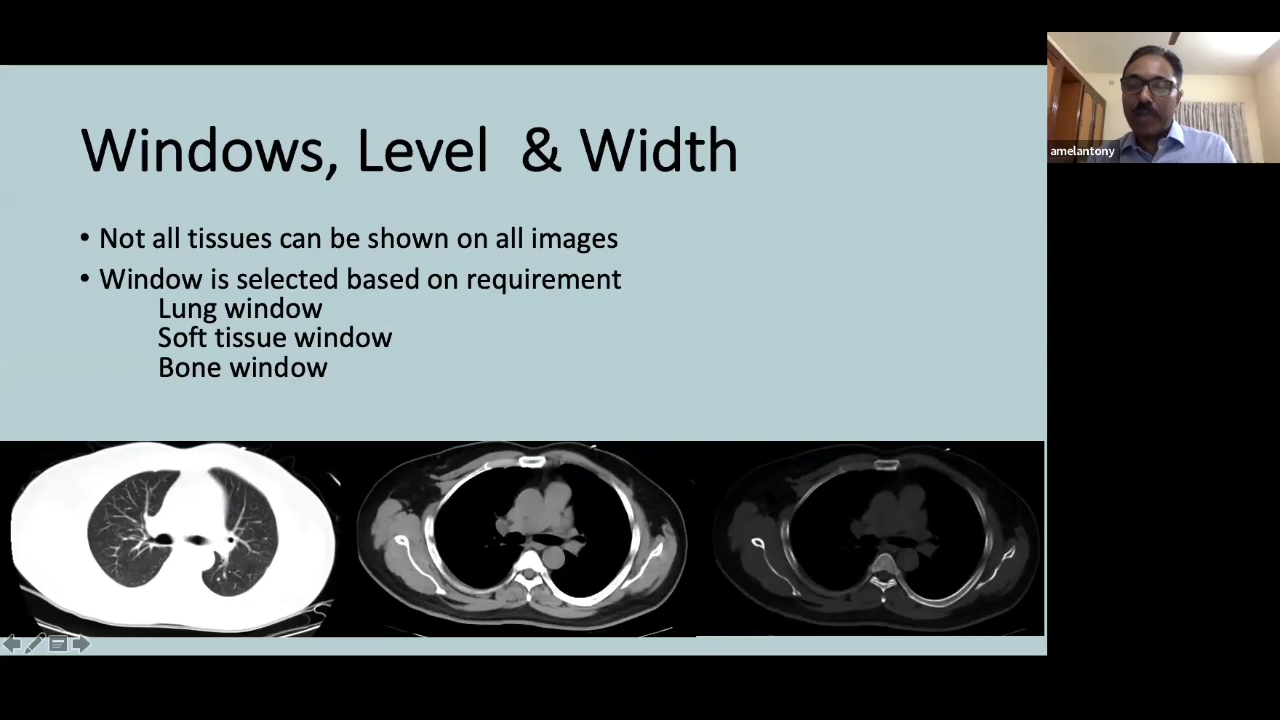 Windows, Level & Width
• Not all tissues can be shown on all images
• Window is selected based on requirement
Lung window
Soft tissue window
Bone window
amelantony